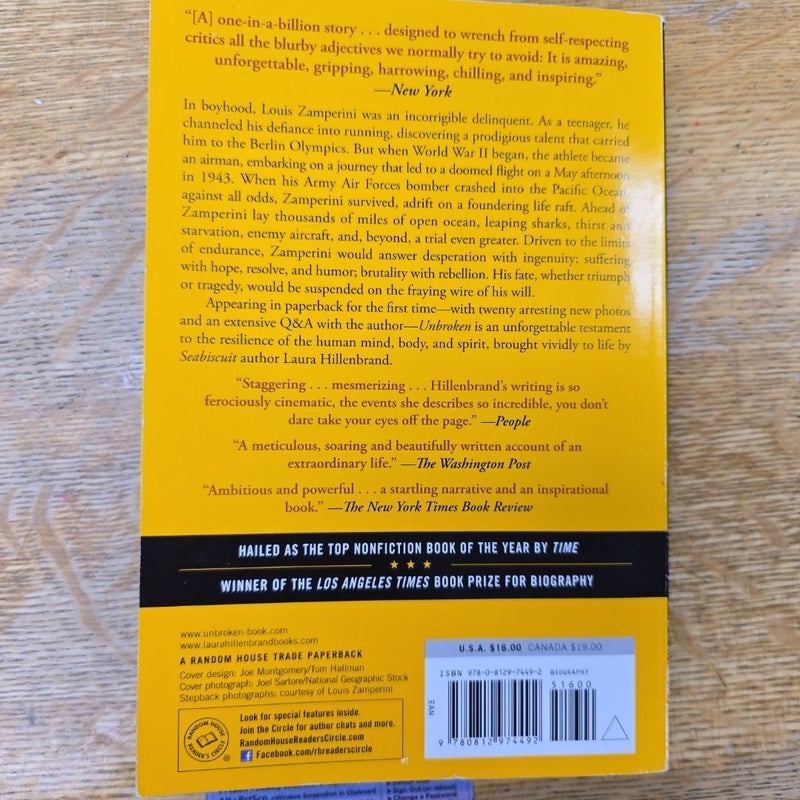 “[A] one-in-a-billion story . . . designed to wrench from self-respecting
critics all the blurby adjectives we normally try to avoid: It is amazing,
unforgettable, gripping, harrowing, chilling, and inspiring.”
—New York
In boyhood, Louis Zamperini was an incorrigible delinquent. As a teenager, he
channeled his defiance into running, discovering a prodigious talent that carried
him to the Berlin Olympics. But when World War II began, the athlete became
an airman, embarking on a journey that led to a doomed flight on a May afternoon
in 1943. When his Army Air Forces bomber crashed into the Pacific Ocean,
against all odds, Zamperini survived, adrift on a foundering life raft. Ahead of
Zamperini lay thousands of miles of open ocean, leaping sharks, thirst and
starvation, enemy aircraft, and, beyond, a trial even greater. Driven to the limits
of endurance, Zamperini would answer desperation with ingenuity; suffering
with hope, resolve, and humor; brutality with rebellion. His fate, whether triumph
or tragedy, would be suspended on the fraying wire of his will.
Appearing in paperback for the first time—with twenty arresting new photos
and an extensive Q&A with the author—Unbroken is an unforgettable testament
to the resilience of the human mind, body, and spirit, brought vividly to life by
Seabiscuit author Laura Hillenbrand.
“Staggering . . . mesmerizing . . . Hillenbrand’s writing is so
ferociously cinematic, the events she describes so incredible, you don’t
dare take your eyes off the page.” —People
“A meticulous, soaring and beautifully written account of an
extraordinary life.” —The Washington Post
“Ambitious and powerful . . . a startling narrative and an inspirational
book.” —The New York Times Book Review
HAILED AS THE TOP NONFICTION BOOK OF THE YEAR BY TIME
★ ★ ★
WINNER OF THE LOS ANGELES TIMES BOOK PRIZE FOR BIOGRAPHY
www.unbroken-book.com
www.laurahillenbrandbooks.com
A RANDOM HOUSE TRADE PAPERBACK
Cover design: Joe Montgomery/Tom Hallman
Cover photograph: Joel Sartore/National Geographic Stock
Stepback photographs: courtesy of Louis Zamperini
RANDOM HOUSE READER'S CIRCLE ®
Look for special features inside.
Join the Circle for author chats and more.
RandomHouseReadersCircle.com
f Facebook.com/rhreaderscircle
U.S.A. $16.00 CANADA $19.00
ISBN 978-0-8129-7449-2 BIOGRAPHY
51600
EAN
9 780812 974492
Window Screenshot in Clipboard
Sign Out (or reboot)
Change a Password